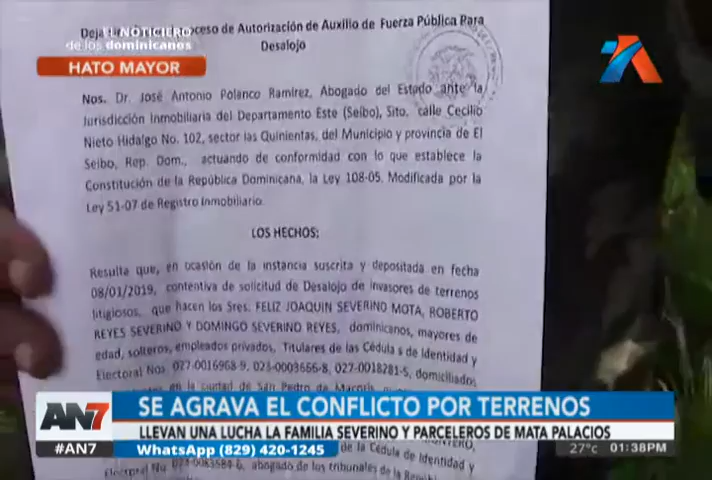 EL NOTICIERO
de los dominicanos
HATO MAYOR
Proceso de Autorización de Auxilio de Fuerza Pública Para
Desalojo
Nos. Dr. José Antonio Polanco Ramírez, Abogado del Estado ante la
Jurisdicción Inmobiliaria del Departamento Este (Seibo), Sito, calle Cecilio
Nieto Hidalgo No. 102, sector las Quinientas, del Municipio y provincia de El
Seibo, Rep. Dom., actuando de conformidad con lo que establece la
Constitución de la República Dominicana, la Ley 108-05, Modificada por la
Ley 51-07 de Registro Inmobiliario.
LOS HECHOS:
Resulta que, en ocasión de la instancia suscrita y depositada en fecha
08/01/2019, contentiva de solicitud de Desalojo de invasores de terrenos
litigiosos, que hacen los Sres. FELIZ JOAQUIN SEVERINO MOTA, ROBERTO
REYES SEVERINO Y DOMINGO SEVERINO REYES, dominicanos, mayores de
edad, solteros, empleados privados, Titulares de las Cédula s de Identidad y
Electoral Nos. 027-0016968-9, 023-0003666-8, 027-0018281-5, domiciliados
en la ciudad de San Pedro de Macorís
AN7
SE AGRAVA EL CONFLICTO POR TERRENOS
LLEVAN UNA LUCHA LA FAMILIA SEVERINO Y PARCELEROS DE MATA PALACIOS
#AN7
WhatsApp (829) 420-1245
27°c
01:38PM
de la Cédula de Identidad y
Electoral No. abogado de los tribunales de la